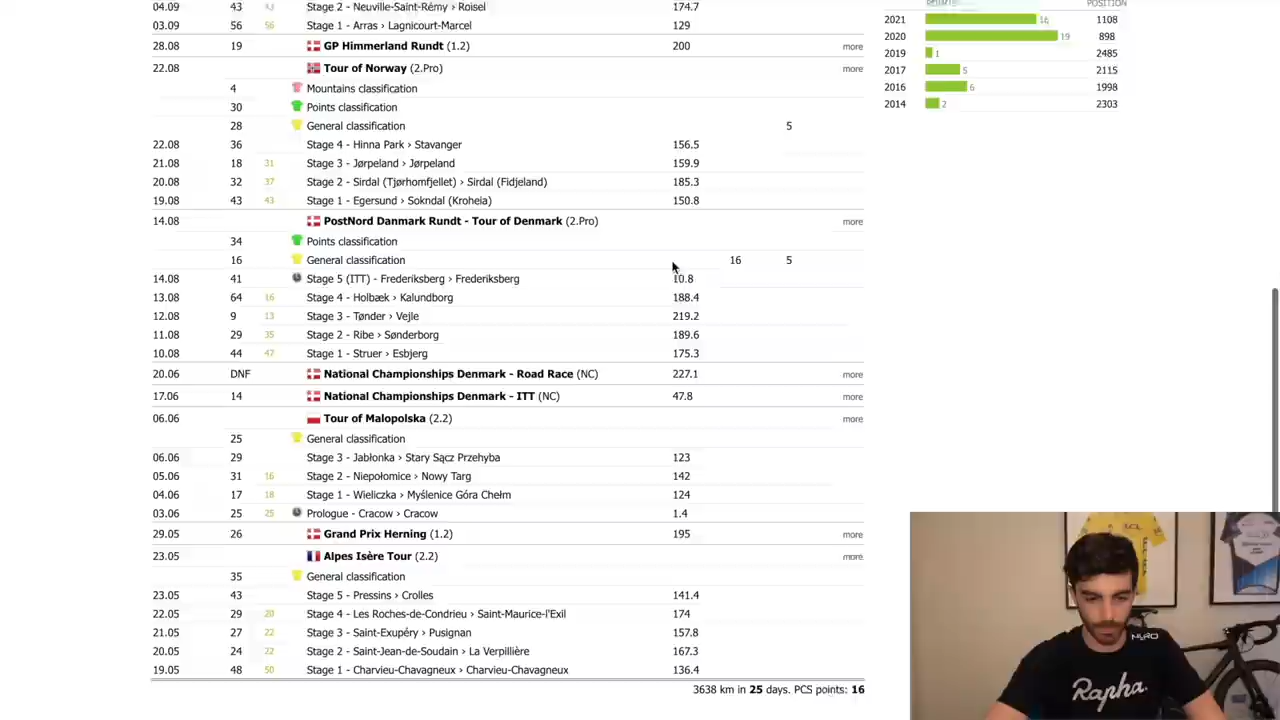 04.09 43 43 Stage 2 - Neuville-Saint-Rémy › Roisel 174.7
03.09 56 56 Stage 1 - Arras › Lagnicourt-Marcel 129
28.08 19 GP Himmerland Rundt (1.2) 200 more
22.08 Tour of Norway (2.Pro) more
4 Mountains classification
30 Points classification
28 General classification 5
22.08 36 Stage 4 - Hinna Park › Stavanger 156.5
21.08 18 31 Stage 3 - Jørpeland › Jørpeland 159.9
20.08 32 37 Stage 2 - Sirdal (Tjørhomfjellet) › Sirdal (Fidjeland) 185.3
19.08 43 43 Stage 1 - Egersund › Sokndal (Kroheia) 150.8
14.08 PostNord Danmark Rundt - Tour of Denmark (2.Pro) more
34 Points classification
16 General classification 16 5
14.08 41 Stage 5 (ITT) - Frederiksberg › Frederiksberg 10.8
13.08 64 16 Stage 4 - Holbæk › Kalundborg 188.4
12.08 9 13 Stage 3 - Tønder › Vejle 219.2
11.08 29 35 Stage 2 - Ribe › Sønderborg 189.6
10.08 44 47 Stage 1 - Struer › Esbjerg 175.3
20.06 DNF National Championships Denmark - Road Race (NC) 227.1 more
17.06 14 National Championships Denmark - ITT (NC) 47.8 more
06.06 Tour of Malopolska (2.2) more
25 General classification
06.06 29 Stage 3 - Jabłonka › Stary Sącz Przehyba 123
05.06 31 16 Stage 2 - Niepołomice › Nowy Targ 142
04.06 17 18 Stage 1 - Wieliczka › Myślenice Góra Chełm 124
03.06 25 25 Prologue - Cracow › Cracow 1.4
29.05 26 Grand Prix Herning (1.2) 195 more
23.05 Alpes Isère Tour (2.2) more
35 General classification
23.05 43 Stage 5 - Pressins › Crolles 141.4
22.05 29 20 Stage 4 - Les Roches-de-Condrieu › Saint-Maurice-l'Exil 174
21.05 27 22 Stage 3 - Saint-Exupéry › Pusignan 157.8
20.05 24 22 Stage 2 - Saint-Jean-de-Soudain › La Verpillière 167.3
19.05 48 50 Stage 1 - Charvieu-Chavagneux › Charvieu-Chavagneux 136.4
3638 km in 25 days. PCS points: 16
POINTS POSITION
2021 16 1108
2020 19 898
2019 1 2485
2017 5 2115
2016 6 1998
2014 2 2303
LCL
Rapha.